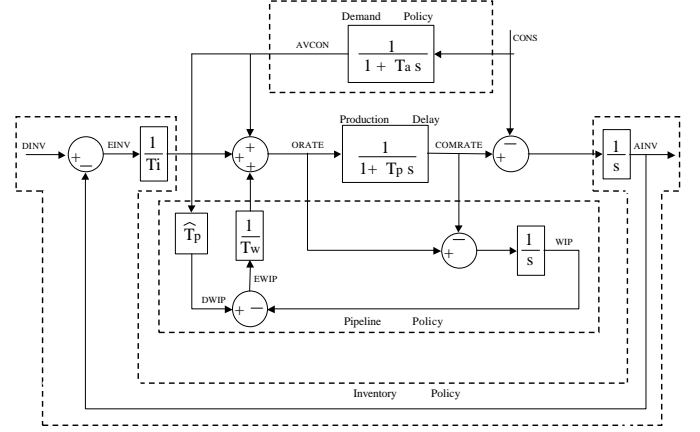 Demand Policy
CONS
AVCON
1
1 + Ta s
Production Delay
DINV
EINV
1
Ti
+
−
+
+
+
ORATE
1
1+ Tp s
COMRATE
−
+
1
s
AINV
T̂p
1
Tw
−
+
1
s
WIP
EWIP
DWIP
+ −
Pipeline Policy
Inventory Policy